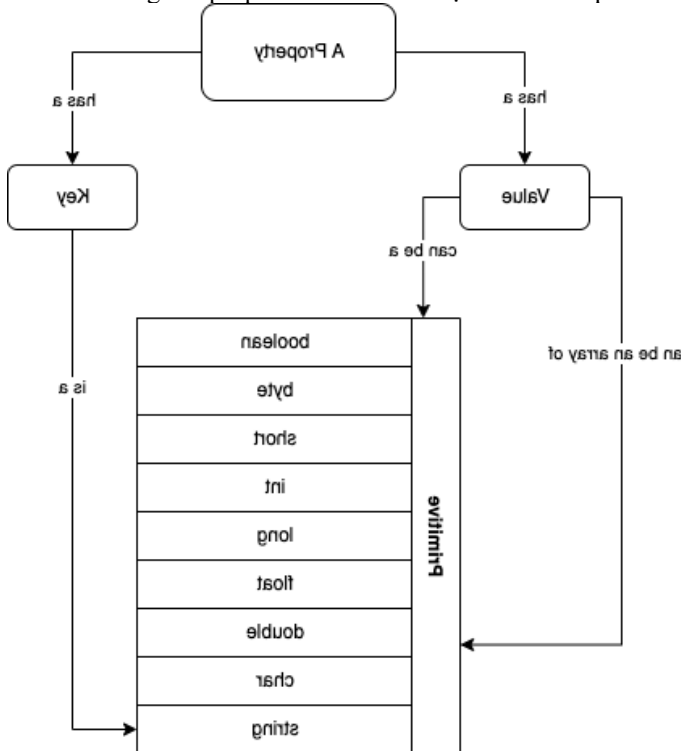 A Property
has a
has a
Key
Value
can be a
boolean
an be an array of
is a
byte
short
int
long
Primitive
float
double
char
string